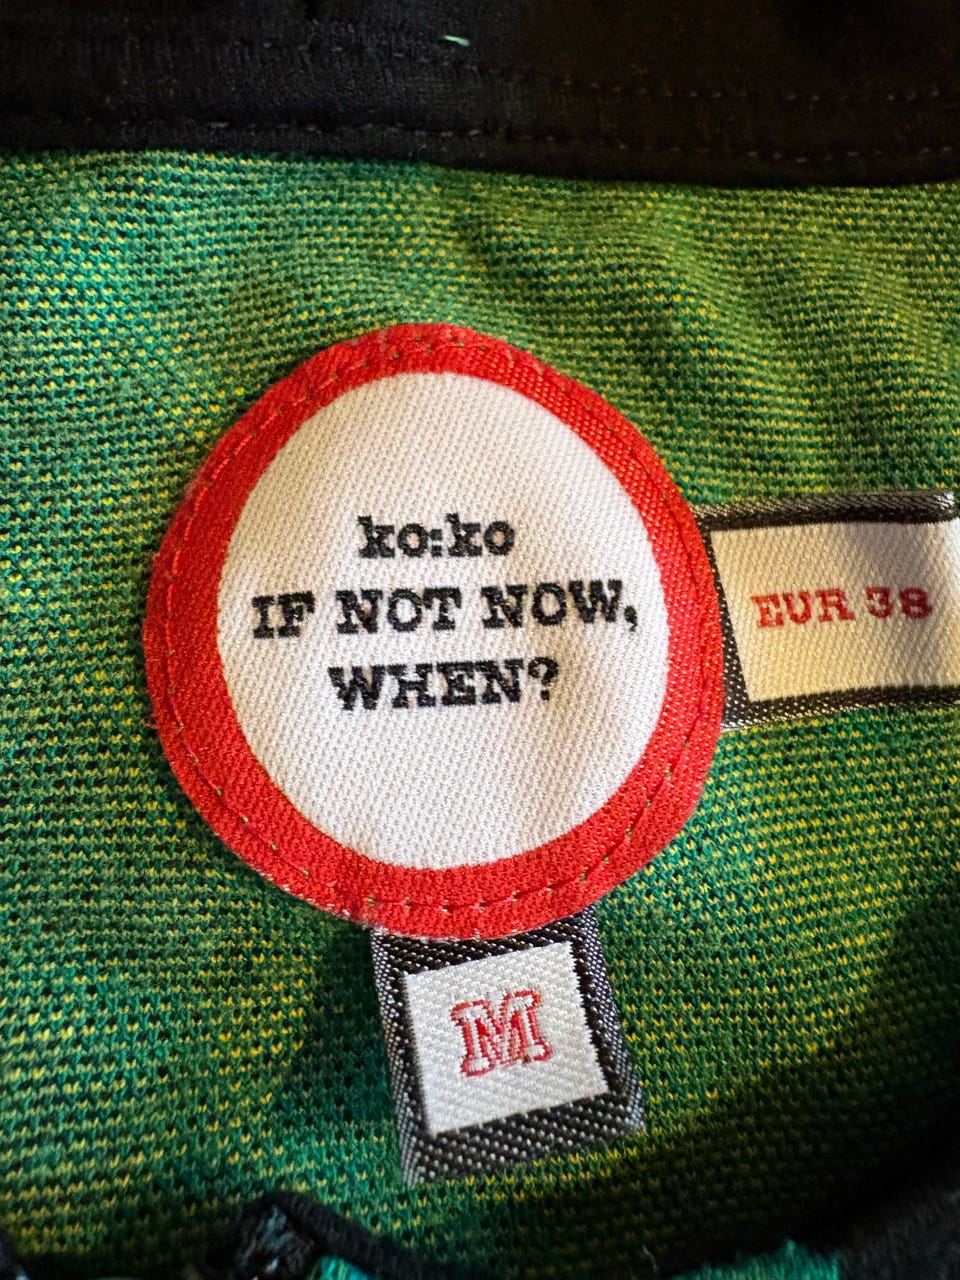 ko:ko
IF NOT NOW,
WHEN?
EUR 38
M